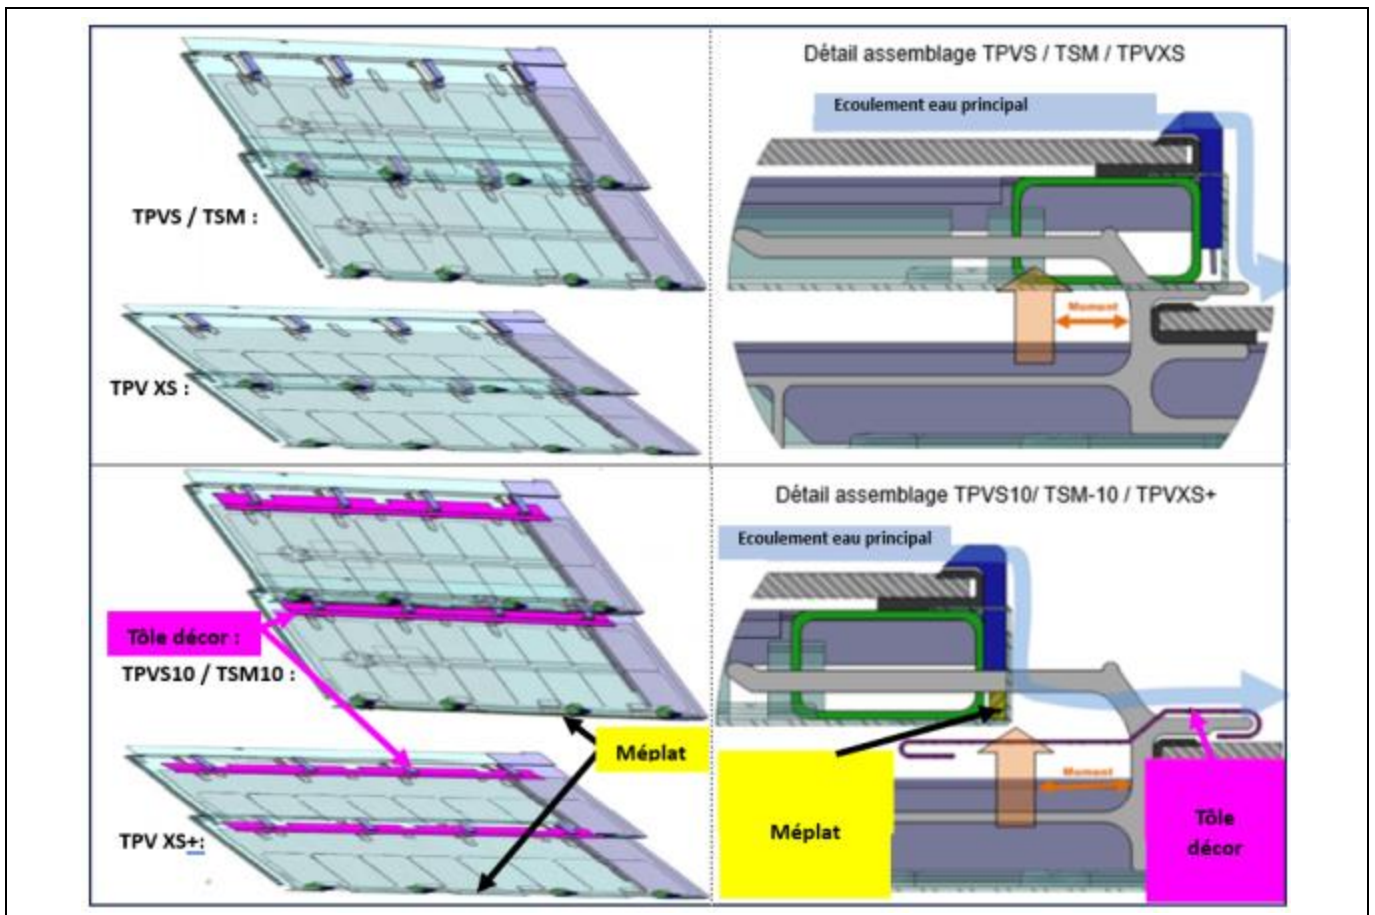 Détail assemblage TPVS / TSM / TPVXS
Ecoulement eau principal
TPVS / TSM :
Moment
TPV XS :
Détail assemblage TPVS10/ TSM-10 / TPVXS+
Ecoulement eau principal
Tôle décor :
TPVS10 / TSM10 :
Méplat
Moment
Méplat
Tôle
décor
TPV XS+: